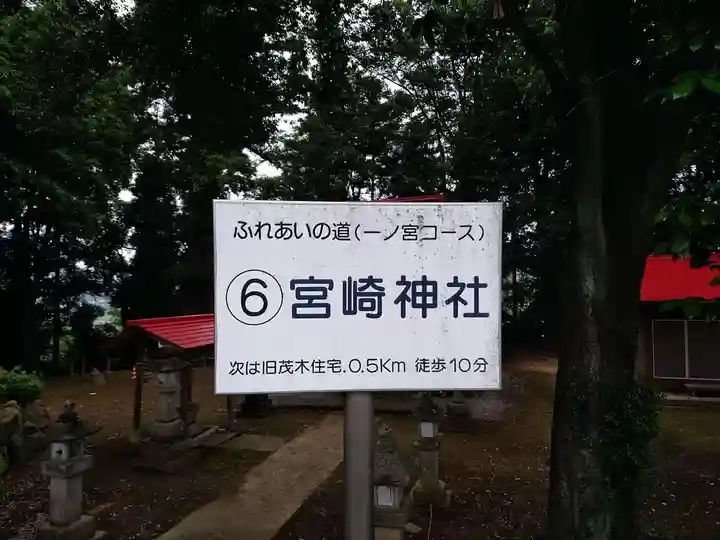 ふれあいの道(一ノ宮コース)
⑥宮崎神社
次は旧茂木住宅.0.5Km 徒歩10分